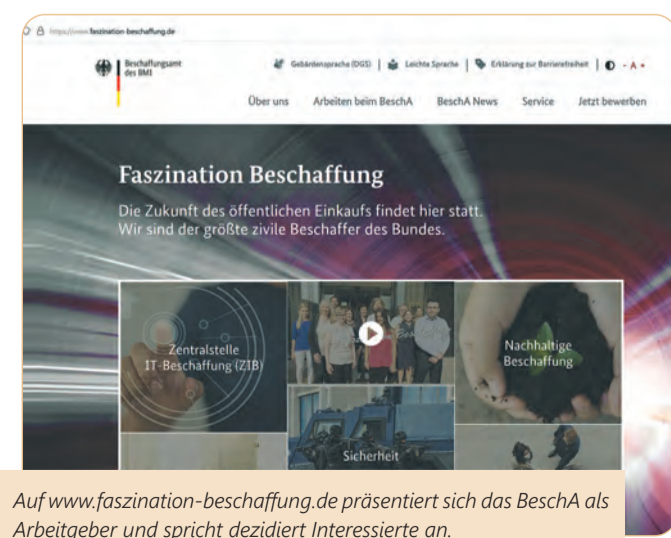 https://www.faszination-beschaffung.de
Beschaffungsamt
des BMI
Gebärdensprache (DGS) | Leichte Sprache | Erklärung zur Barrierefreiheit | - A +
Über uns Arbeiten beim BeschA BeschA News Service Jetzt bewerben
Faszination Beschaffung
Die Zukunft des öffentlichen Einkaufs findet hier statt.
Wir sind der größte zivile Beschaffer des Bundes.
Zentralstelle
IT-Beschaffung (ZIB)
Nachhaltige
Beschaffung
Sicherheit
Auf www.faszination-beschaffung.de präsentiert sich das BeschA als
Arbeitgeber und spricht dezidiert Interessierte an.